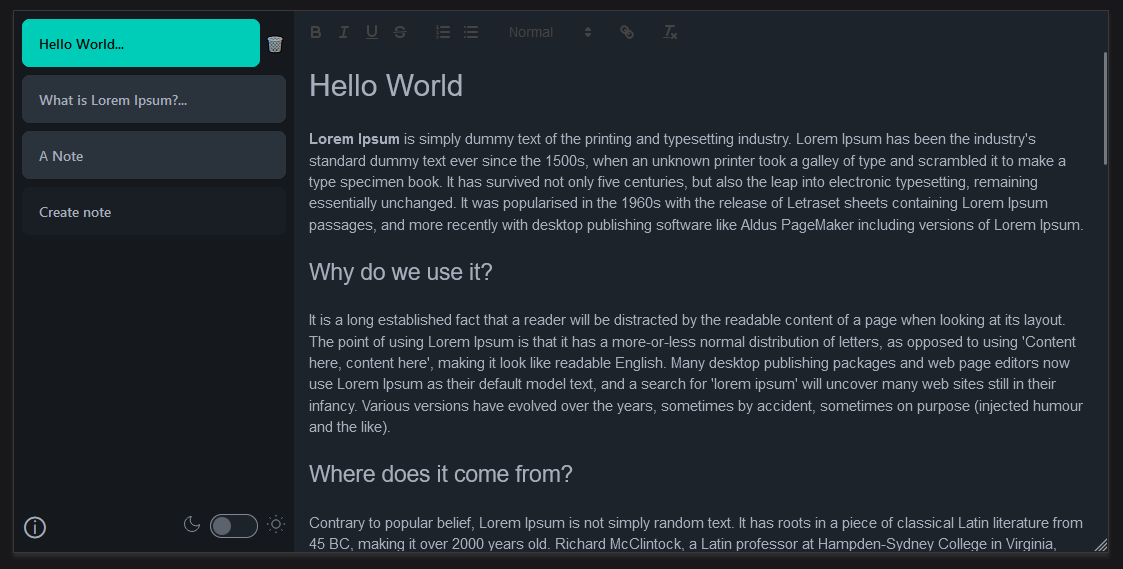 Hello World...
What is Lorem Ipsum?...
A Note
Create note
Normal
Hello World
Lorem Ipsum is simply dummy text of the printing and typesetting industry. Lorem Ipsum has been the industry's
standard dummy text ever since the 1500s, when an unknown printer took a galley of type and scrambled it to make a
type specimen book. It has survived not only five centuries, but also the leap into electronic typesetting, remaining
essentially unchanged. It was popularised in the 1960s with the release of Letraset sheets containing Lorem Ipsum
passages, and more recently with desktop publishing software like Aldus PageMaker including versions of Lorem Ipsum.
Why do we use it?
It is a long established fact that a reader will be distracted by the readable content of a page when looking at its layout.
The point of using Lorem Ipsum is that it has a more-or-less normal distribution of letters, as opposed to using 'Content
here, content here', making it look like readable English. Many desktop publishing packages and web page editors now
use Lorem Ipsum as their default model text, and a search for 'lorem ipsum' will uncover many web sites still in their
infancy. Various versions have evolved over the years, sometimes by accident, sometimes on purpose (injected humour
and the like).
Where does it come from?
Contrary to popular belief, Lorem Ipsum is not simply random text. It has roots in a piece of classical Latin literature from
45 BC, making it over 2000 years old. Richard McClintock, a Latin professor at Hampden-Sydney College in Virginia,